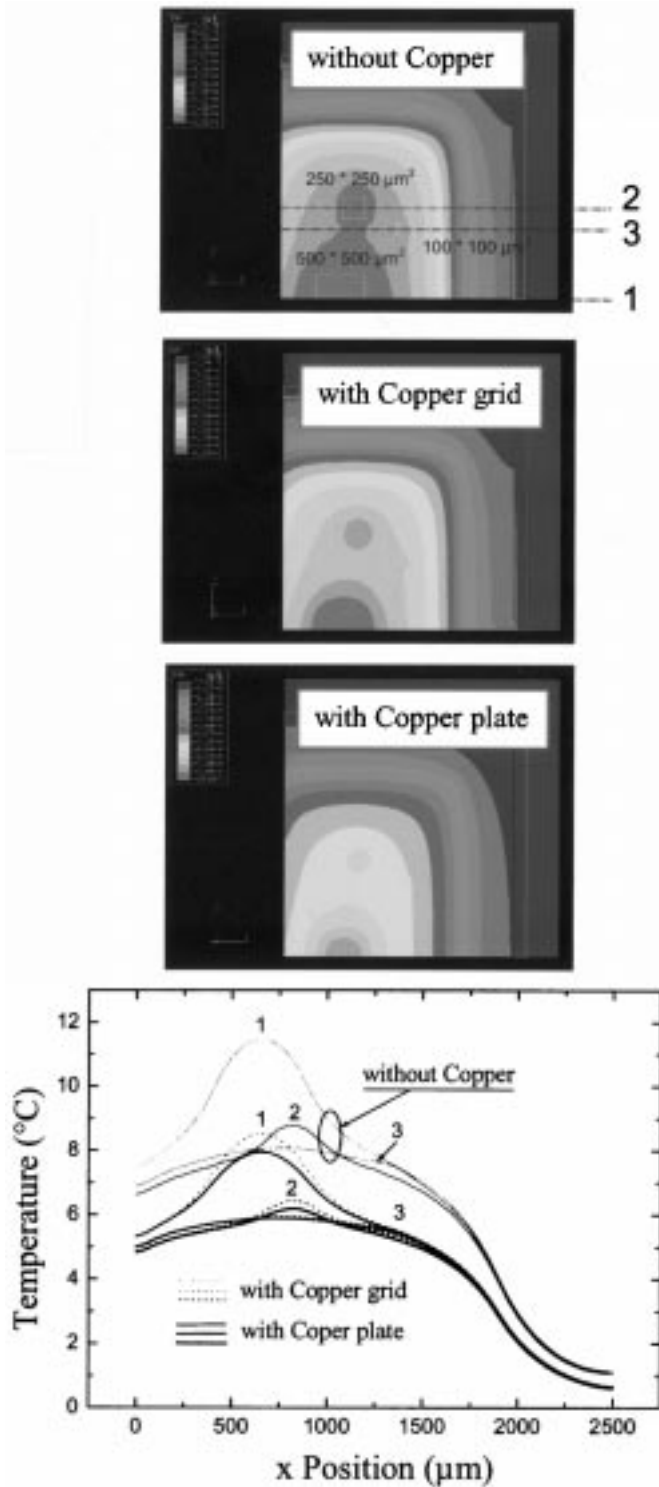 without Copper
250 * 250 µm²
2
3
500 * 500 µm²
100 * 100 µm
1
with Copper grid
with Copper plate
12
10
8
6
4
2
0
Temperature (°C)
1
without Copper
1
2
3
2
3
with Copper grid
with Coper plate
0
500
1000
1500
2000
2500
x Position (µm)